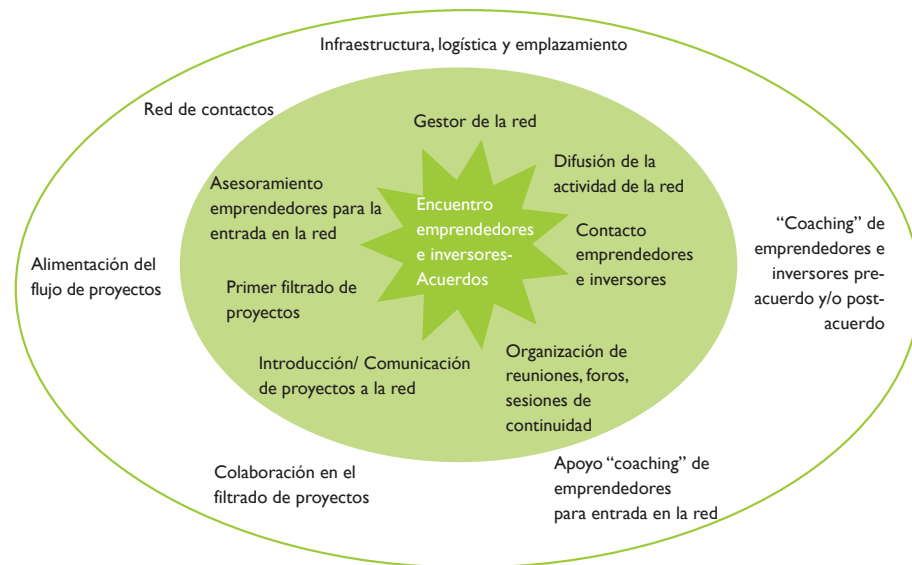 Infraestructura, logística y emplazamiento
Red de contactos
Gestor de la red
Difusión de la
actividad de la red
Asesoramiento
emprendedores para la
entrada en la red
Encuentro
emprendedores
e inversores-
Acuerdos
Contacto
emprendedores
e inversores
"Coaching" de
emprendedores e
inversores pre-
acuerdo y/o post-
acuerdo
Alimentación del
flujo de proyectos
Primer filtrado de
proyectos
Introducción/ Comunicación
de proyectos a la red
Organización de
reuniones, foros,
sesiones de
continuidad
Colaboración en el
filtrado de proyectos
Apoyo "coaching" de
emprendedores
para entrada en la red